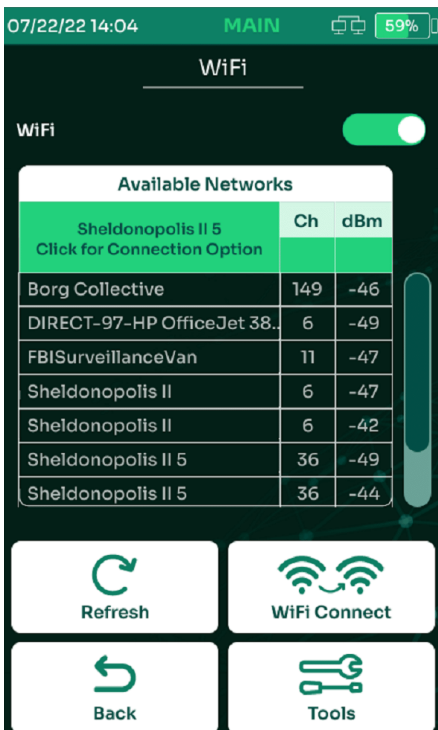 07/22/22 14:04 MAIN 59%
WiFi
WiFi
Available Networks
Sheldonopolis II 5 Ch dBm
Click for Connection Option
Borg Collective 149 -46
DIRECT-97-HP OfficeJet 38.. 6 -49
FBISurveillanceVan 11 -47
Sheldonopolis II 6 -47
Sheldonopolis II 6 -42
Sheldonopolis II 5 36 -49
Sheldonopolis II 5 36 -44
Refresh WiFi Connect
Back Tools